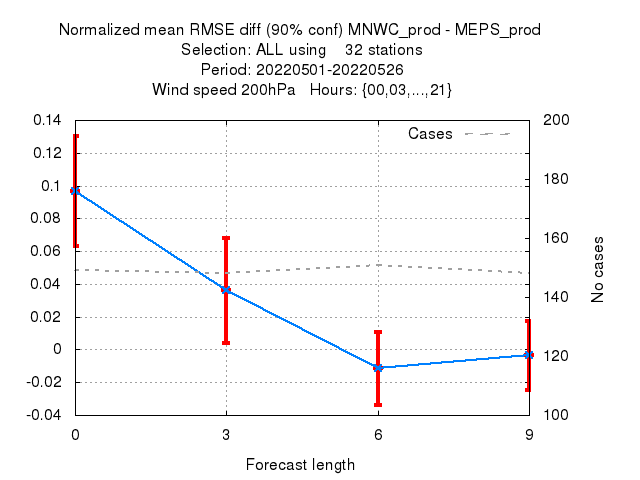 Normalized mean RMSE diff (90% conf) MNWC_prod - MEPS_prod
Selection: ALL using    32 stations
Period: 20220501-20220526
Wind speed 200hPa   Hours: {00,03,...,21}
Cases
0.14
0.12
0.1
0.08
0.06
0.04
0.02
0
-0.02
-0.04
200
180
160
140
120
100
No cases
0 3 6 9
Forecast length